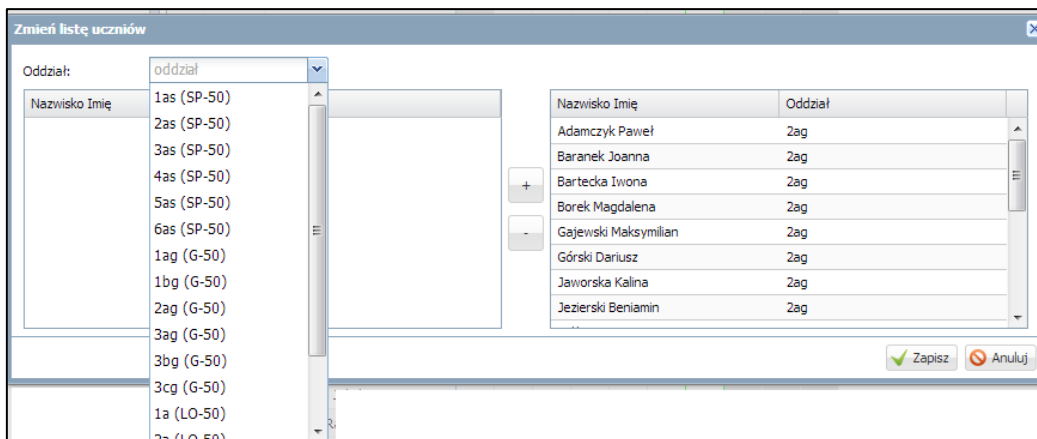 Zmień listę uczniów
Oddział:
oddział
Nazwisko Imię
1as (SP-50)
2as (SP-50)
3as (SP-50)
4as (SP-50)
5as (SP-50)
6as (SP-50)
1ag (G-50)
1bg (G-50)
2ag (G-50)
3ag (G-50)
3bg (G-50)
3cg (G-50)
1a (LO-50)
2a (LO-50)
+
-
Nazwisko Imię Oddział
Adamczyk Paweł 2ag
Baranek Joanna 2ag
Bartecka Iwona 2ag
Borek Magdalena 2ag
Gajewski Maksymilian 2ag
Górski Dariusz 2ag
Jaworska Kalina 2ag
Jezierski Beniamin 2ag
Zapisz Anuluj